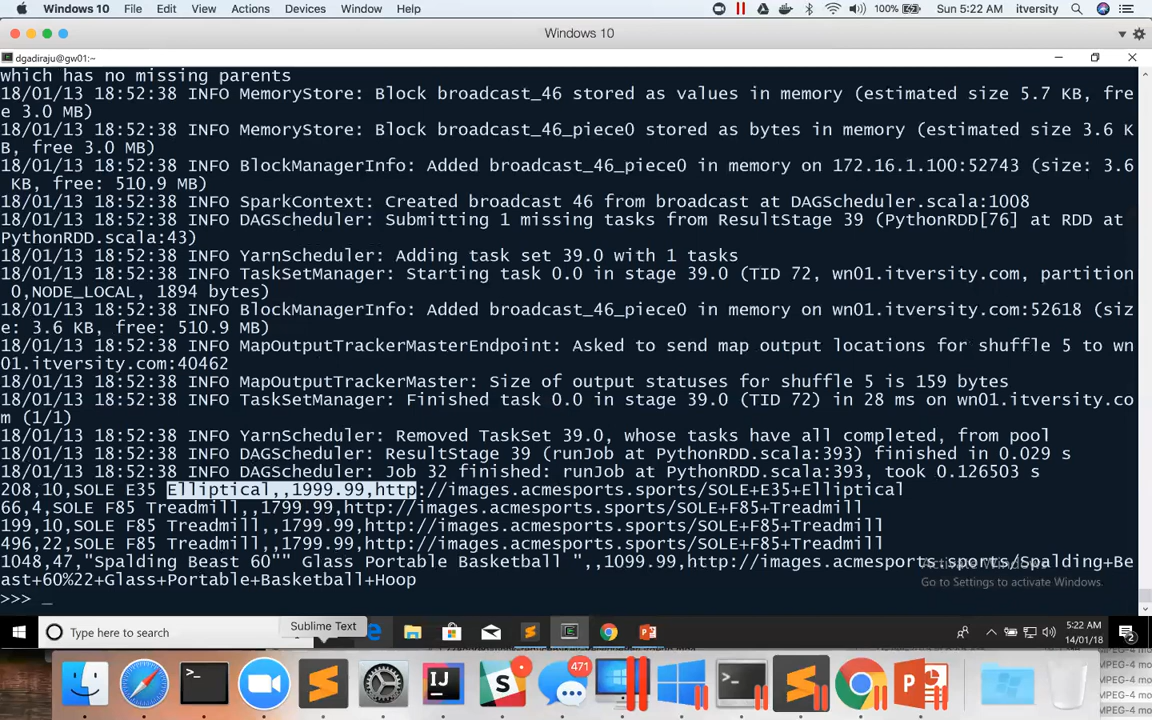 Windows 10 File Edit View Actions Devices Window Help 100% Sun 5:22 AM itversity
Windows 10
dgadiraju@gw01:~
which has no missing parents
18/01/13 18:52:38 INFO MemoryStore: Block broadcast_46 stored as values in memory (estimated size 5.7 KB, fre
e 3.0 MB)
18/01/13 18:52:38 INFO MemoryStore: Block broadcast_46_piece0 stored as bytes in memory (estimated size 3.6 K
B, free 3.0 MB)
18/01/13 18:52:38 INFO BlockManagerInfo: Added broadcast_46_piece0 in memory on 172.16.1.100:52743 (size: 3.6
 KB, free: 510.9 MB)
18/01/13 18:52:38 INFO SparkContext: Created broadcast 46 from broadcast at DAGScheduler.scala:1008
18/01/13 18:52:38 INFO DAGScheduler: Submitting 1 missing tasks from ResultStage 39 (PythonRDD[76] at RDD at
PythonRDD.scala:43)
18/01/13 18:52:38 INFO YarnScheduler: Adding task set 39.0 with 1 tasks
18/01/13 18:52:38 INFO TaskSetManager: Starting task 0.0 in stage 39.0 (TID 72, wn01.itversity.com, partition
 0,NODE_LOCAL, 1894 bytes)
18/01/13 18:52:38 INFO BlockManagerInfo: Added broadcast_46_piece0 in memory on wn01.itversity.com:52618 (siz
e: 3.6 KB, free: 510.9 MB)
18/01/13 18:52:38 INFO MapOutputTrackerMasterEndpoint: Asked to send map output locations for shuffle 5 to wn
01.itversity.com:40462
18/01/13 18:52:38 INFO MapOutputTrackerMaster: Size of output statuses for shuffle 5 is 159 bytes
18/01/13 18:52:38 INFO TaskSetManager: Finished task 0.0 in stage 39.0 (TID 72) in 28 ms on wn01.itversity.co
m (1/1)
18/01/13 18:52:38 INFO YarnScheduler: Removed TaskSet 39.0, whose tasks have all completed, from pool
18/01/13 18:52:38 INFO DAGScheduler: ResultStage 39 (runJob at PythonRDD.scala:393) finished in 0.029 s
18/01/13 18:52:38 INFO DAGScheduler: Job 32 finished: runJob at PythonRDD.scala:393, took 0.126503 s
208,10,SOLE E35 Elliptical,,1999.99,http://images.acmesports.sports/SOLE+E35+Elliptical
66,4,SOLE F85 Treadmill,,1799.99,http://images.acmesports.sports/SOLE+F85+Treadmill
199,10,SOLE F85 Treadmill,,1799.99,http://images.acmesports.sports/SOLE+F85+Treadmill
496,22,SOLE F85 Treadmill,,1799.99,http://images.acmesports.sports/SOLE+F85+Treadmill
1048,47,"Spalding Beast 60"" Glass Portable Basketball ",,1099.99,http://images.acmesports.sports/Spalding+Be
ast+60%22+Glass+Portable+Basketball+Hoop
>>> _
Activate Windows
Go to Settings to activate Windows.
Sublime Text
Type here to search
5:22 AM
14/01/18
2
471
MPEG-4 mo
MPEG-4 mo
MPEG-4 mo
MPEG-4 mo